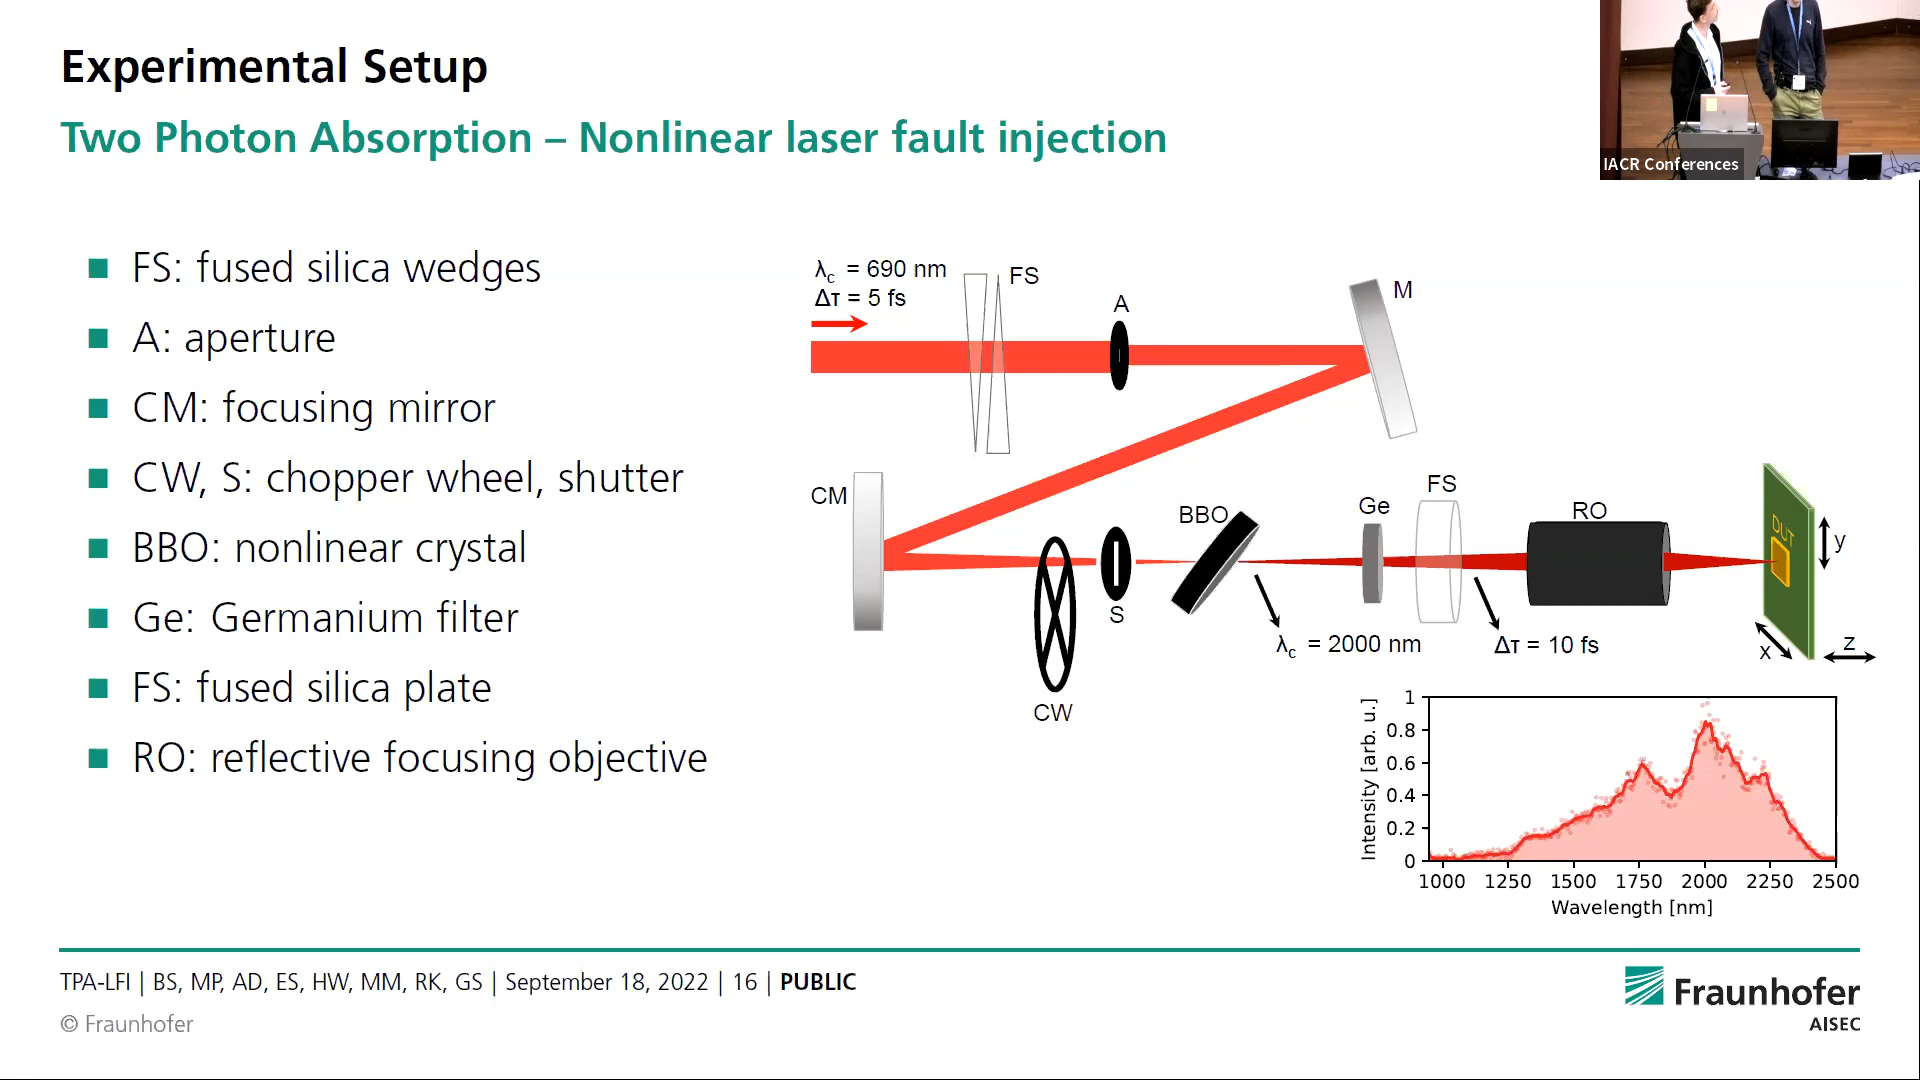 Experimental Setup
Two Photon Absorption – Nonlinear laser fault injection
IACR Conferences
FS: fused silica wedges
A: aperture
CM: focusing mirror
CW, S: chopper wheel, shutter
BBO: nonlinear crystal
Ge: Germanium filter
FS: fused silica plate
RO: reflective focusing objective
λc = 690 nm
Δτ = 5 fs
FS
A
M
CM
CW
S
BBO
λc = 2000 nm
Ge
FS
Δτ = 10 fs
RO
DUT
y
x
z
Intensity [arb. u.]
1
0.8
0.6
0.4
0.2
0
1000 1250 1500 1750 2000 2250 2500
Wavelength [nm]
TPA-LFI | BS, MP, AD, ES, HW, MM, RK, GS | September 18, 2022 | 16 | PUBLIC
© Fraunhofer
Fraunhofer
AISEC